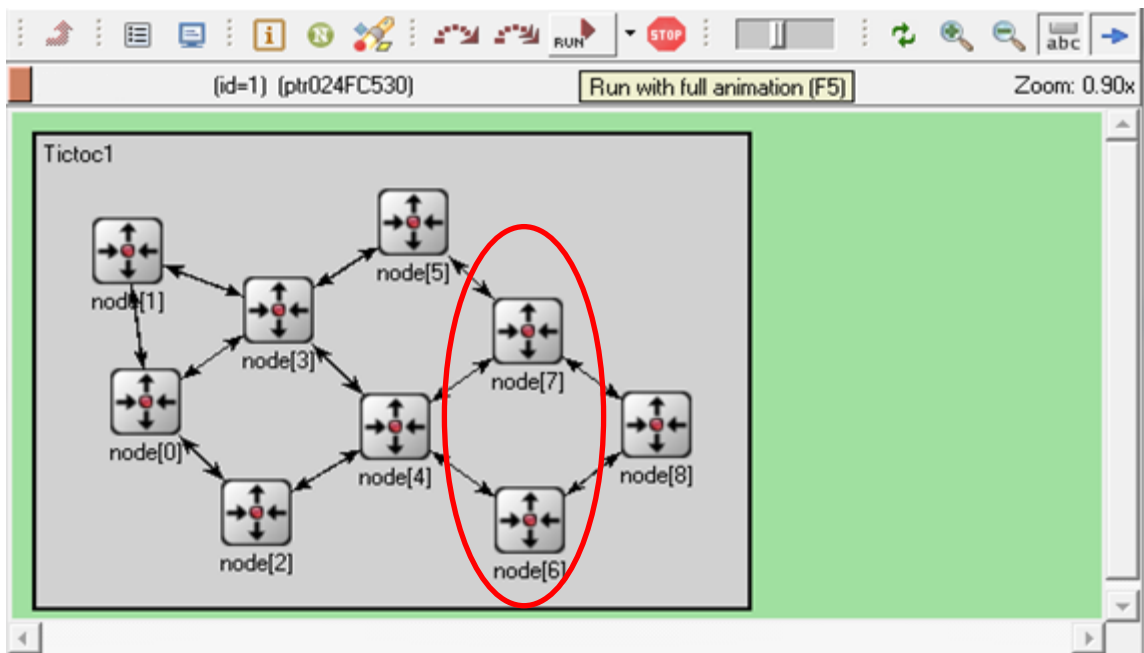 RUN
STOP
abc
(id=1) (ptr024FC530)
Run with full animation (F5)
Zoom: 0.90x
Tictoc1
node[5]
node[1]
node[3]
node[7]
node[0]
node[4]
node[8]
node[2]
node[6]
i
N